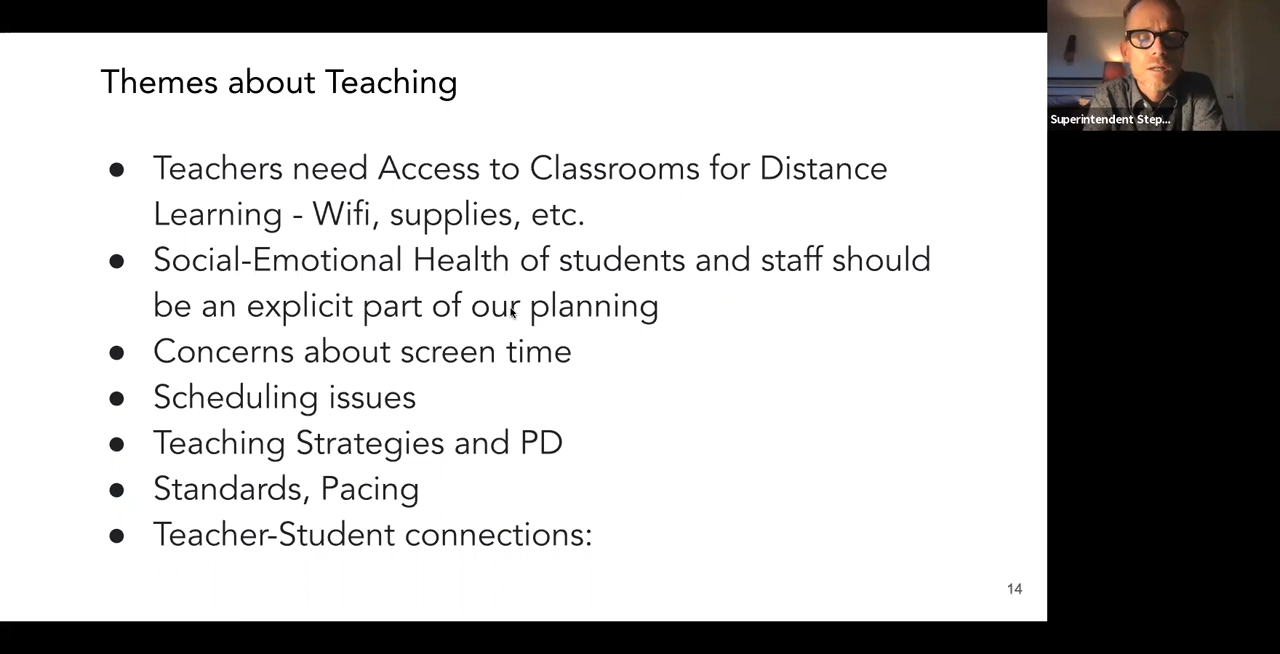 Themes about Teaching
● Teachers need Access to Classrooms for Distance
Learning - Wifi, supplies, etc.
● Social-Emotional Health of students and staff should
be an explicit part of our planning
● Concerns about screen time
● Scheduling issues
● Teaching Strategies and PD
● Standards, Pacing
● Teacher-Student connections:
14
Superintendent Step...